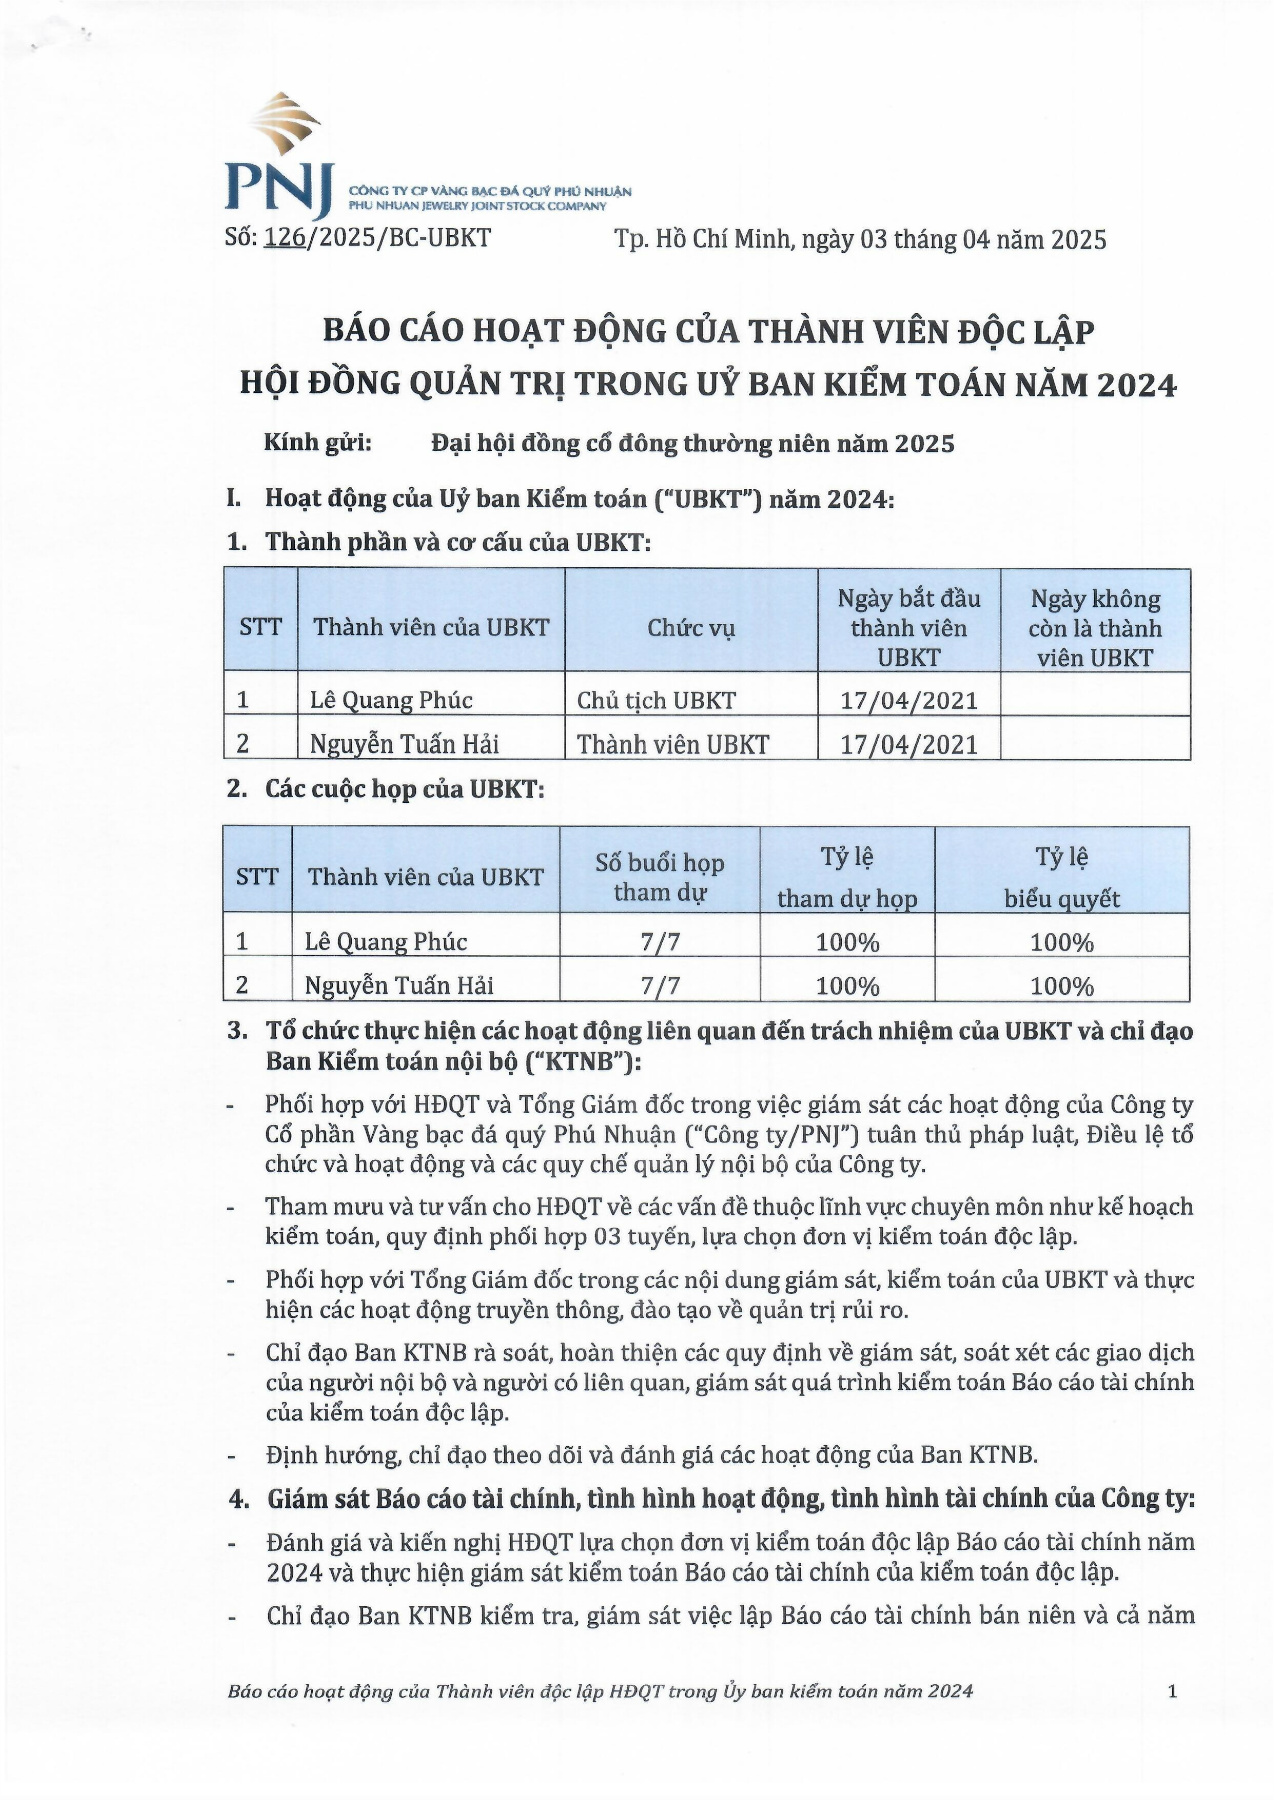 PNJ
CÔNG TY CP VÀNG BẠC ĐÁ QUÝ PHÚ NHUẬN
PHU NHUAN JEWELRY JOINT STOCK COMPANY
Số: 126/2025/BC-UBKT Tp. Hồ Chí Minh, ngày 03 tháng 04 năm 2025
BÁO CÁO HOẠT ĐỘNG CỦA THÀNH VIÊN ĐỘC LẬP
HỘI ĐỒNG QUẢN TRỊ TRONG UỶ BAN KIỂM TOÁN NĂM 2024
Kính gửi: Đại hội đồng cổ đông thường niên năm 2025
I. Hoạt động của Uỷ ban Kiểm toán (“UBKT”) năm 2024:
1. Thành phần và cơ cấu của UBKT:
STT Thành viên của UBKT Chức vụ Ngày bắt đầu thành viên UBKT Ngày không còn là thành viên UBKT
1 Lê Quang Phúc Chủ tịch UBKT 17/04/2021
2 Nguyễn Tuấn Hải Thành viên UBKT 17/04/2021
2. Các cuộc họp của UBKT:
STT Thành viên của UBKT Số buổi họp tham dự Tỷ lệ tham dự họp Tỷ lệ biểu quyết
1 Lê Quang Phúc 7/7 100% 100%
2 Nguyễn Tuấn Hải 7/7 100% 100%
3. Tổ chức thực hiện các hoạt động liên quan đến trách nhiệm của UBKT và chỉ đạo
Ban Kiểm toán nội bộ (“KTNB”):
- Phối hợp với HĐQT và Tổng Giám đốc trong việc giám sát các hoạt động của Công ty
Cổ phần Vàng bạc đá quý Phú Nhuận (“Công ty/PNJ”) tuân thủ pháp luật, Điều lệ tổ
chức và hoạt động và các quy chế quản lý nội bộ của Công ty.
- Tham mưu và tư vấn cho HĐQT về các vấn đề thuộc lĩnh vực chuyên môn như kế hoạch
kiểm toán, quy định phối hợp 03 tuyến, lựa chọn đơn vị kiểm toán độc lập.
- Phối hợp với Tổng Giám đốc trong các nội dung giám sát, kiểm toán của UBKT và thực
hiện các hoạt động truyền thông, đào tạo về quản trị rủi ro.
- Chỉ đạo Ban KTNB rà soát, hoàn thiện các quy định về giám sát, soát xét các giao dịch
của người nội bộ và người có liên quan, giám sát quá trình kiểm toán Báo cáo tài chính
của kiểm toán độc lập.
- Định hướng, chỉ đạo theo dõi và đánh giá các hoạt động của Ban KTNB.
4. Giám sát Báo cáo tài chính, tình hình hoạt động, tình hình tài chính của Công ty:
- Đánh giá và kiến nghị HĐQT lựa chọn đơn vị kiểm toán độc lập Báo cáo tài chính năm
2024 và thực hiện giám sát kiểm toán Báo cáo tài chính của kiểm toán độc lập.
- Chỉ đạo Ban KTNB kiểm tra, giám sát việc lập Báo cáo tài chính bán niên và cả năm
Báo cáo hoạt động của Thành viên độc lập HĐQT trong Ủy ban kiểm toán năm 2024 1